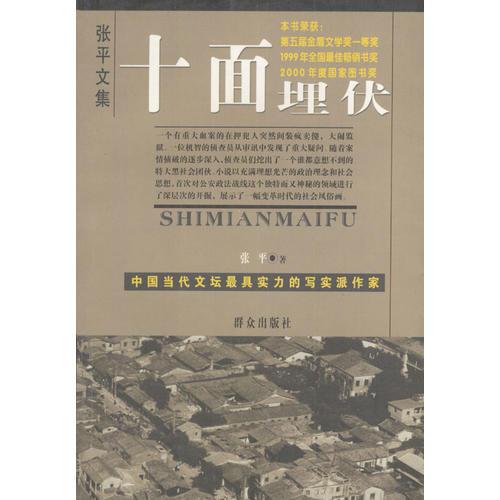 张平文集
本书荣获:
第五届金盾文学奖一等奖
1999年全国最佳畅销书奖
2000年度国家图书奖
十面埋伏
一个有重大血案的在押犯人突然间装疯卖傻，大闹监
狱。一位机智的侦查员从审讯中发现了重大疑问。随着案
情侦破的逐步深入，侦查员们挖出了一个谁都意想不到的
特大黑社会团伙。小说以充满理想光芒的政治理念和社会
思想，首次对公安政法战线这个独特而又神秘的领域进行
了深层次的开掘，展示了一幅变革时代的社会风俗画。
SHIMIANMAIFU
张平 著
中国当代文坛最具实力的写实派作家
群众出版社